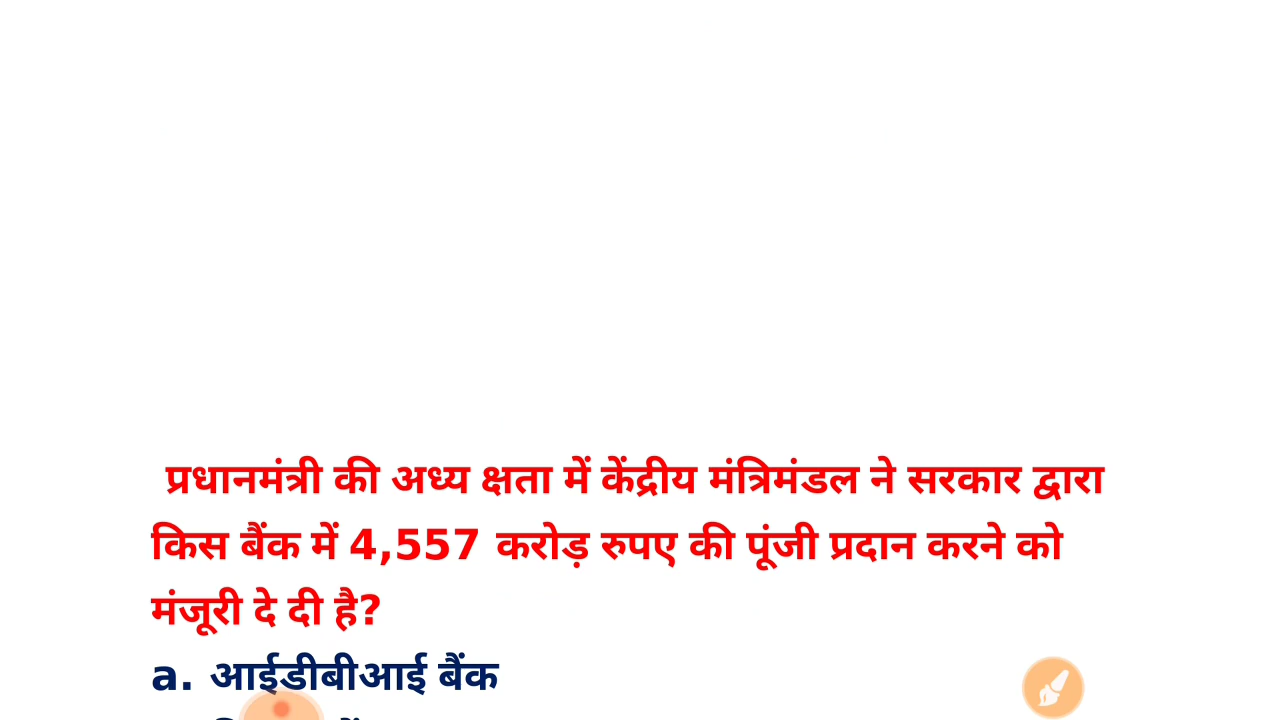 प्रधानमंत्री की अध्य क्षता में केंद्रीय मंत्रिमंडल ने सरकार द्वारा
किस बैंक में 4,557 करोड़ रुपए की पूंजी प्रदान करने को
मंजूरी दे दी है?
a. आईडीबीआई बैंक